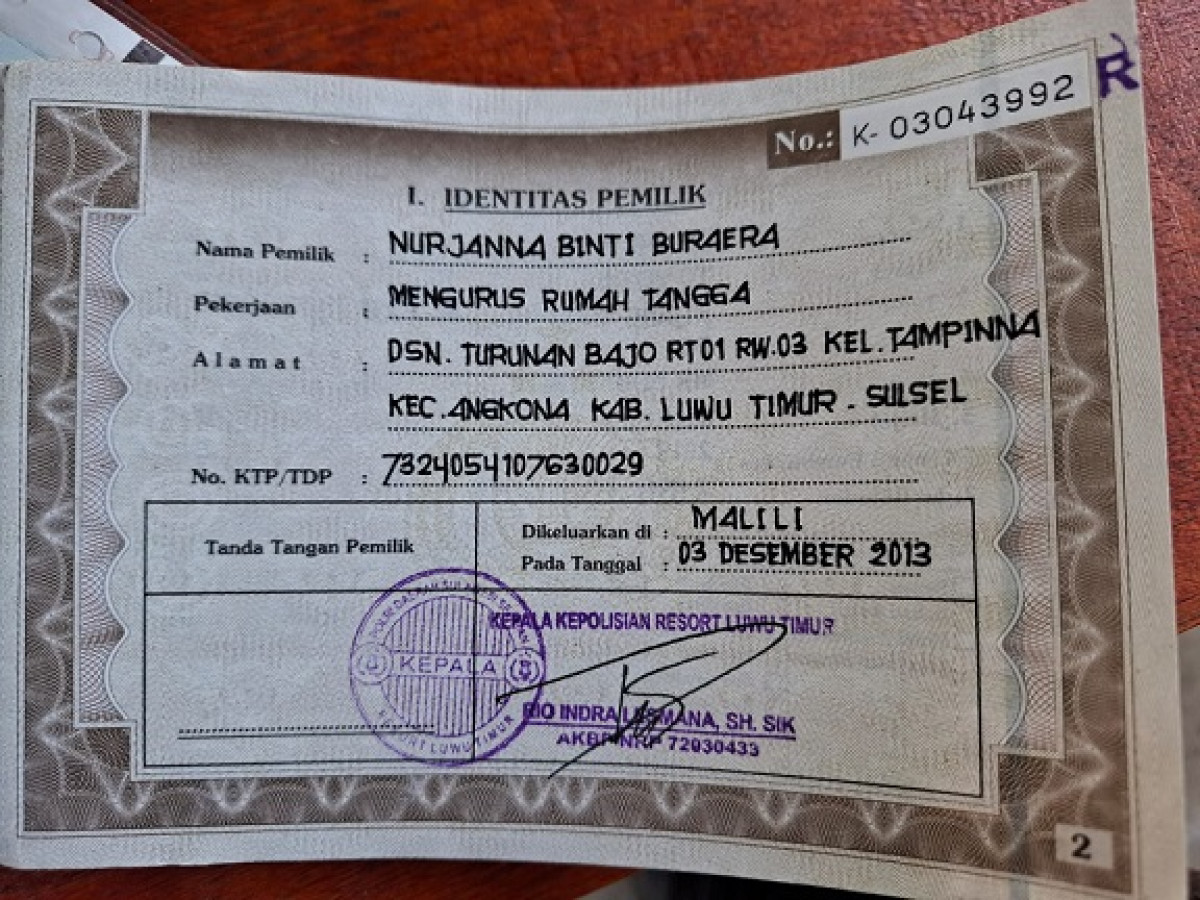 R
No.: K- 03043992
I. IDENTITAS PEMILIK
Nama Pemilik : NURJANNA BINTI BURAERA
Pekerjaan : MENGURUS RUMAH TANGGA
Alamat : DSN. TURUNAN BAJO RT01 RW.03 KEL. TAMPINNA
KEC. ANGKONA KAB. LUWU TIMUR - SULSEL
No. KTP/TDP : 7324054107630029
Tanda Tangan Pemilik
Dikeluarkan di : MALILI
Pada Tanggal : 03 DESEMBER 2013
KEPALA KEPOLISIAN RESORT LUWU TIMUR
KEPALA
RESORT LUWU TIMUR
RIO INDRA LESMANA, SH. SIK
AKBP NRP 72030433
2